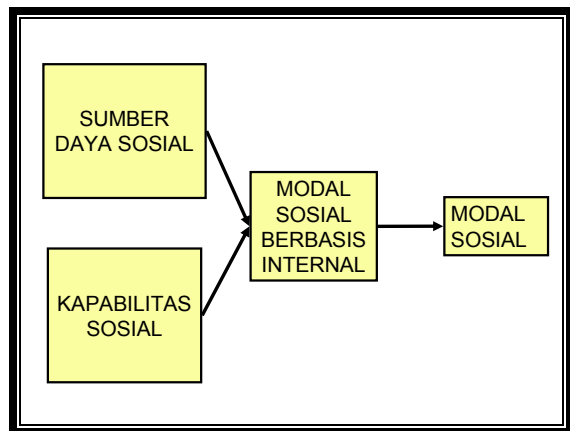 SUMBER
DAYA SOSIAL
MODAL
SOSIAL
BERBASIS
INTERNAL
MODAL
SOSIAL
KAPABILITAS
SOSIAL